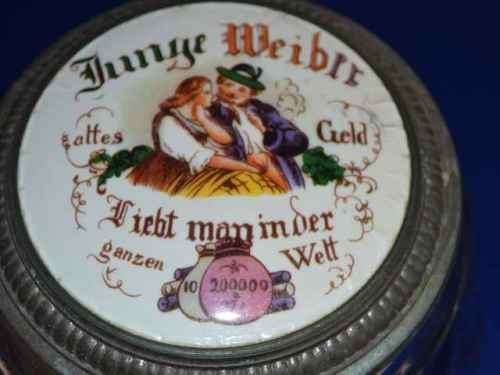 Junge Weiber
altes Geld
Liebt man in der
ganzen Welt
10 200000